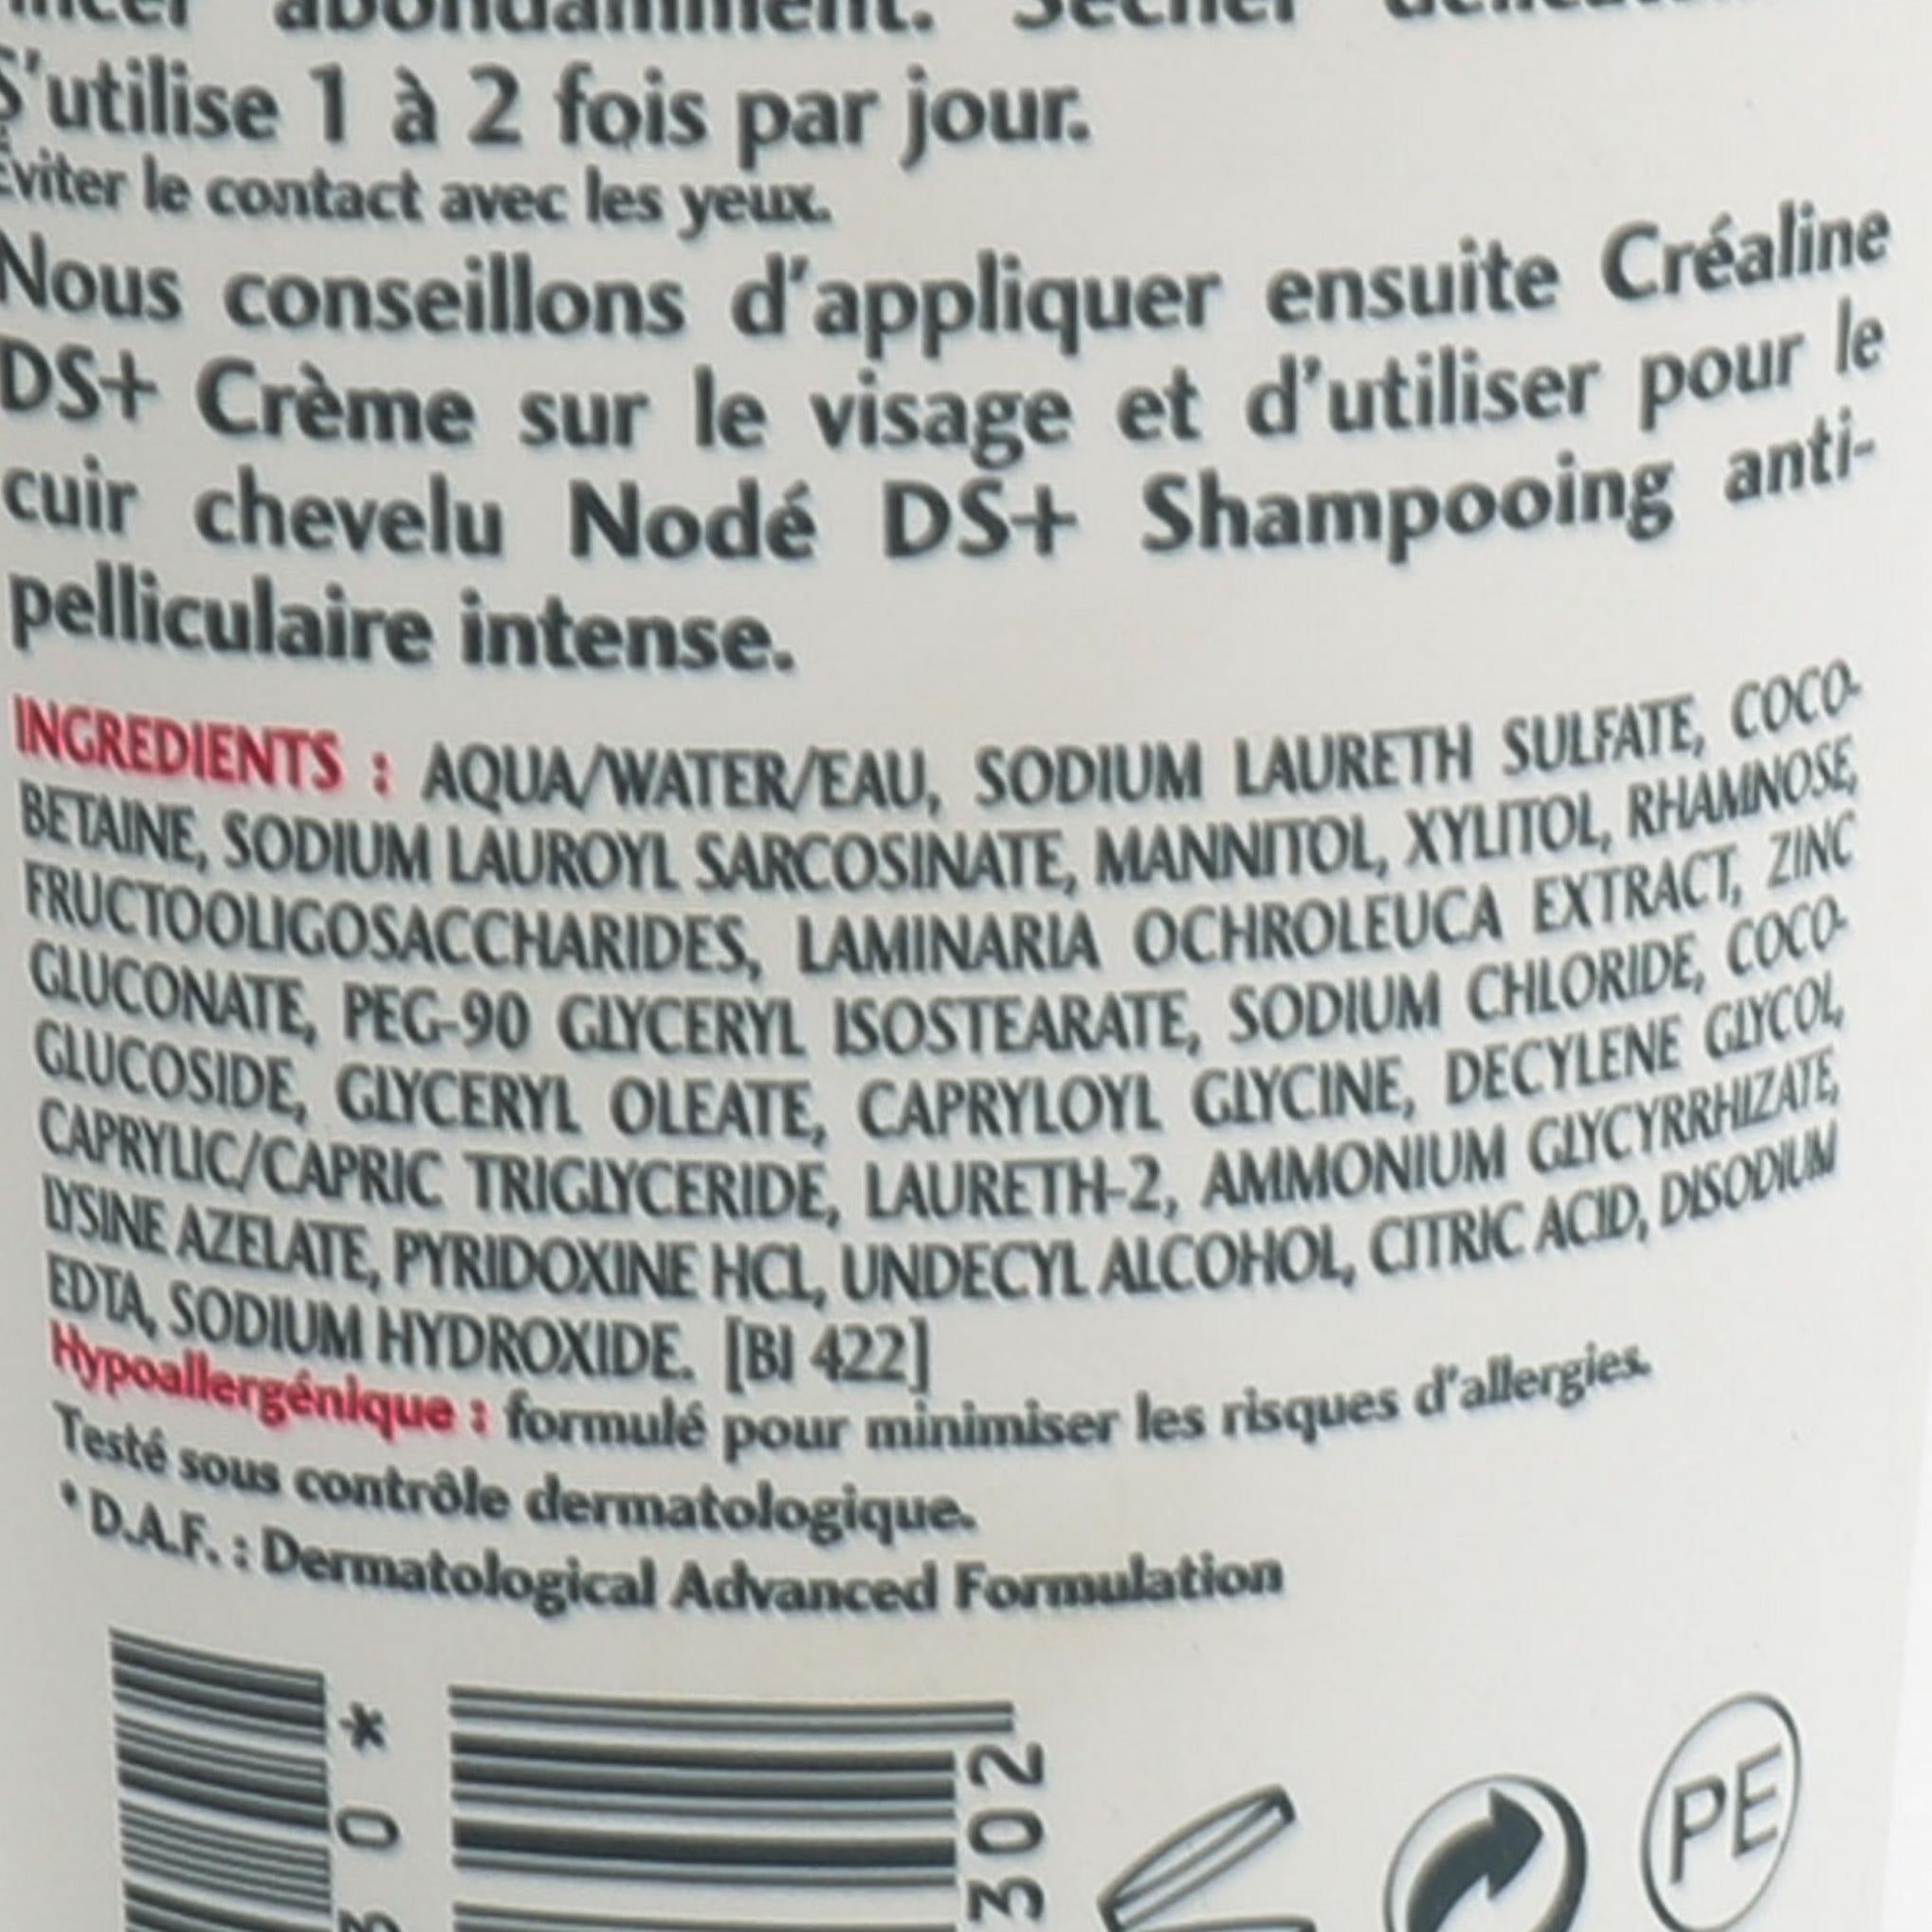 abondamment. Sécher
S'utilise 1 à 2 fois par jour.
Éviter le contact avec les yeux.
Nous conseillons d'appliquer ensuite Créaline
DS+ Crème sur le visage et d'utiliser pour le
cuir chevelu Nodé DS+ Shampooing anti-
pelliculaire intense.
INGREDIENTS : AQUA/WATER/EAU, SODIUM LAURETH SULFATE, COCO-
BETAINE, SODIUM LAUROYL SARCOSINATE, MANNITOL, XYLITOL, RHAMNOSE,
FRUCTOOLIGOSACCHARIDES, LAMINARIA OCHROLEUCA EXTRACT, ZINC
GLUCONATE, PEG-90 GLYCERYL ISOSTEARATE, SODIUM CHLORIDE, COCO-
GLUCOSIDE, GLYCERYL OLEATE, CAPRYLOYL GLYCINE, DECYLENE GLYCOL,
CAPRYLIC/CAPRIC TRIGLYCERIDE, LAURETH-2, AMMONIUM GLYCYRRHIZATE,
LYSINE AZELATE, PYRIDOXINE HCL, UNDECYL ALCOHOL, CITRIC ACID, DISODIUM
EDTA, SODIUM HYDROXIDE. [BI 422]
Hypoallergénique : formulé pour minimiser les risques d'allergies.
Testé sous contrôle dermatologique.
* D.A.F. : Dermatological Advanced Formulation
30*
302
PE